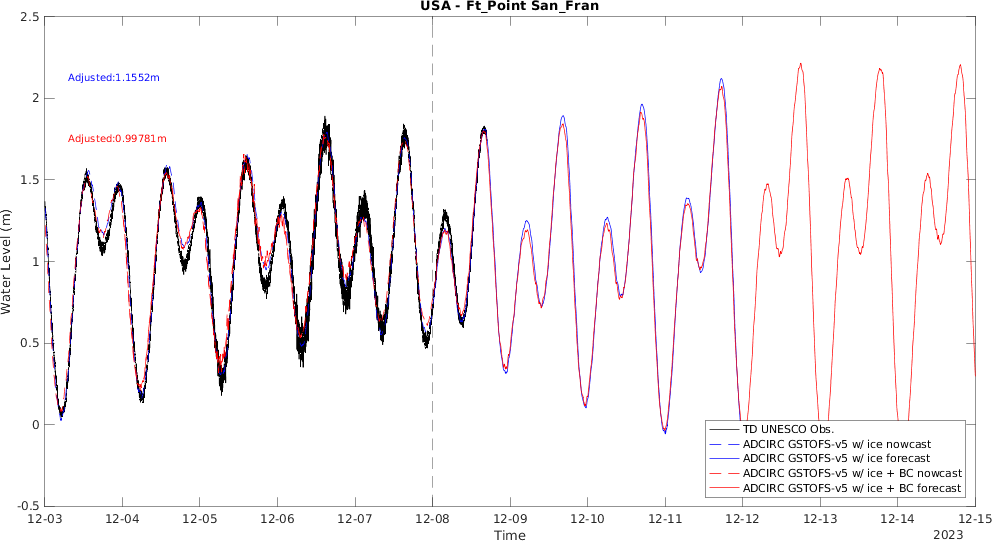 USA - Ft_Point San_Fran
2.5
2
1.5
1
0.5
0
-0.5
Water Level (m)
Adjusted:1.1552m
Adjusted:0.99781m
TD UNESCO Obs.
ADCIRC GSTOFS-v5 w/ ice nowcast
ADCIRC GSTOFS-v5 w/ ice forecast
ADCIRC GSTOFS-v5 w/ ice + BC nowcast
ADCIRC GSTOFS-v5 w/ ice + BC forecast
12-03 12-04 12-05 12-06 12-07 12-08 12-09 12-10 12-11 12-12 12-13 12-14 12-15
Time
2023